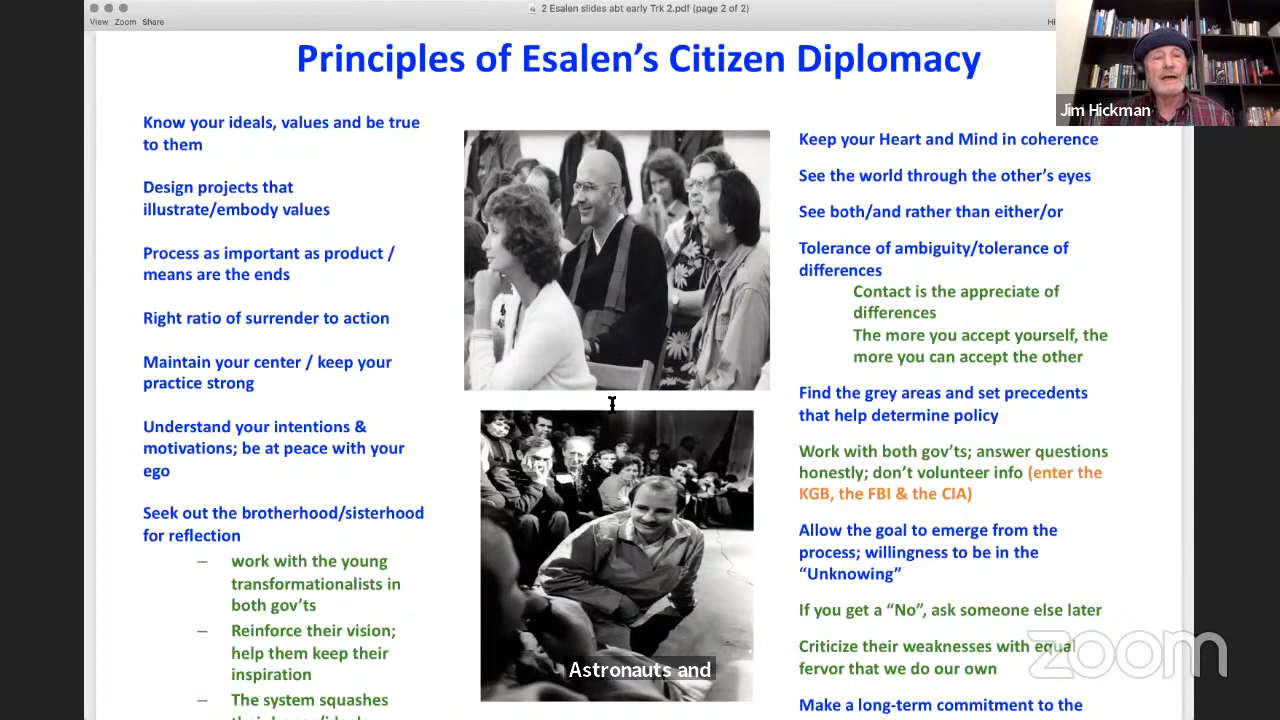 2 Esalen slides abt early Trk 2.pdf (page 2 of 2)
View Zoom Share
Principles of Esalen's Citizen Diplomacy
Jim Hickman
Know your ideals, values and be true
to them
Design projects that
illustrate/embody values
Process as important as product /
means are the ends
Right ratio of surrender to action
Maintain your center / keep your
practice strong
Understand your intentions &
motivations; be at peace with your
ego
Seek out the brotherhood/sisterhood
for reflection
– work with the young
transformationalists in
both gov'ts
– Reinforce their vision;
help them keep their
inspiration
– The system squashes
Keep your Heart and Mind in coherence
See the world through the other's eyes
See both/and rather than either/or
Tolerance of ambiguity/tolerance of
differences
Contact is the appreciate of
differences
The more you accept yourself, the
more you can accept the other
Find the grey areas and set precedents
that help determine policy
Work with both gov'ts; answer questions
honestly; don't volunteer info (enter the
KGB, the FBI & the CIA)
Allow the goal to emerge from the
process; willingness to be in the
“Unknowing”
If you get a “No”, ask someone else later
Criticize their weaknesses with equal
fervor that we do our own
Make a long-term commitment to the
Astronauts and
zoom